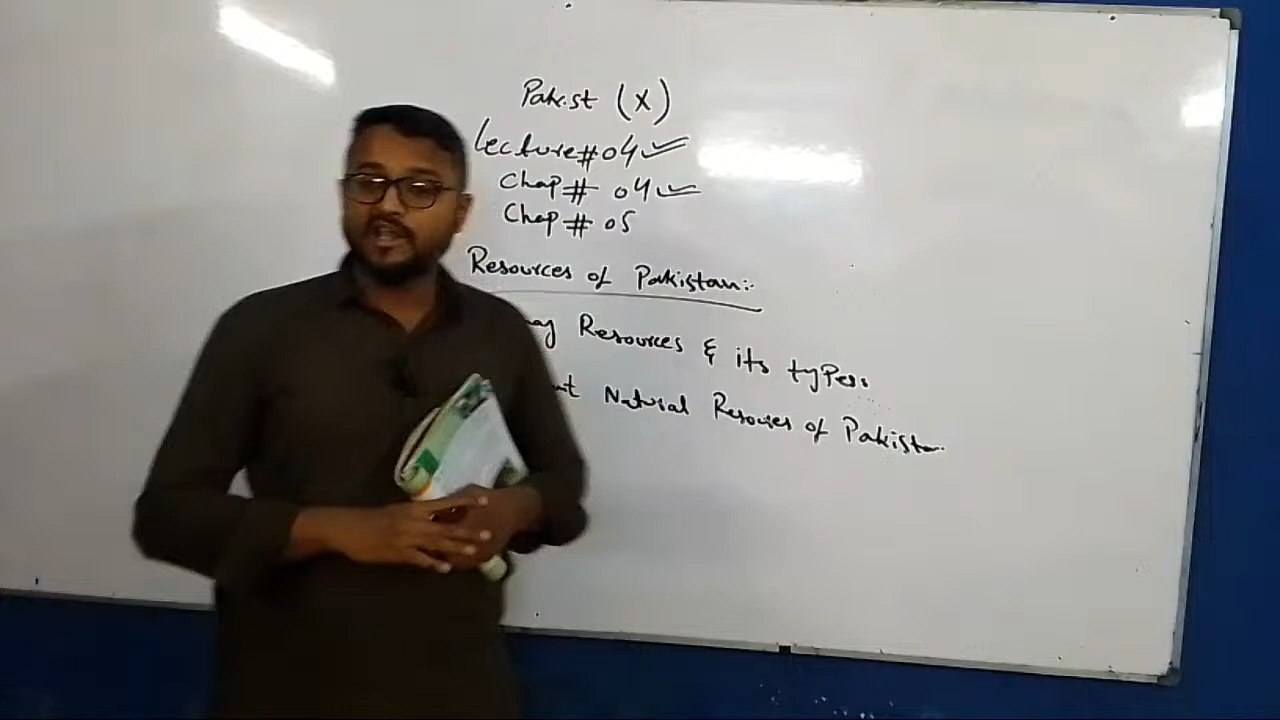 Pak.st (X)
Lecture# 04
Chap# 04
Chap# 05
Resources of Pakistan:-
Resources & its types
Natural Resources of Pakistan